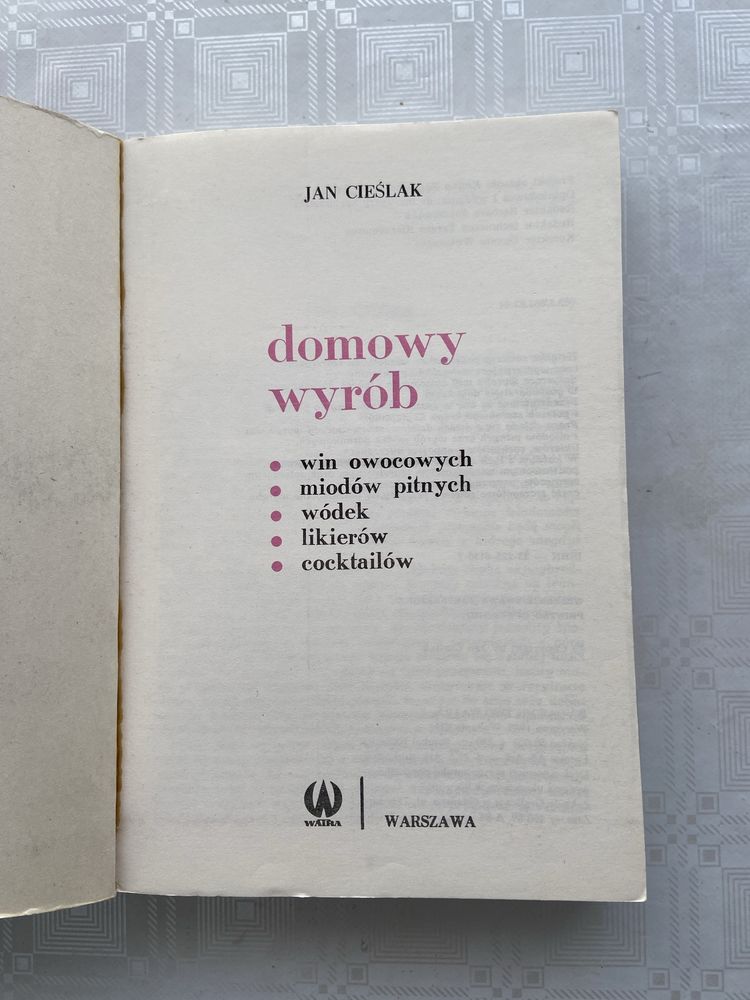 JAN CIEŚLAK
domowy
wyrób
• win owocowych
• miodów pitnych
• wódek
• likierów
• cocktailów
WATRA
WARSZAWA